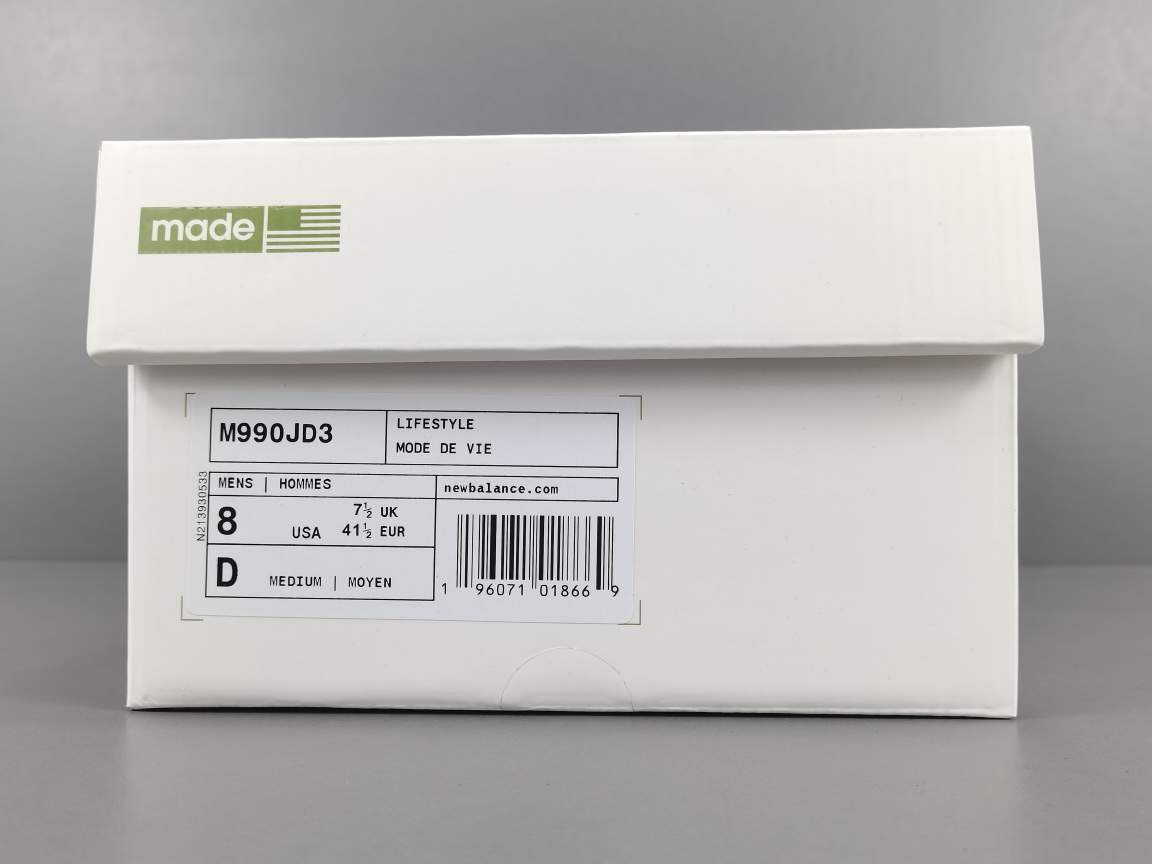 made
M990JD3
LIFESTYLE
MODE DE VIE
N213930533
MENS | HOMMES
newbalance.com
8 USA 7½ UK
41½ EUR
D MEDIUM | MOYEN
1 96071 01866 9